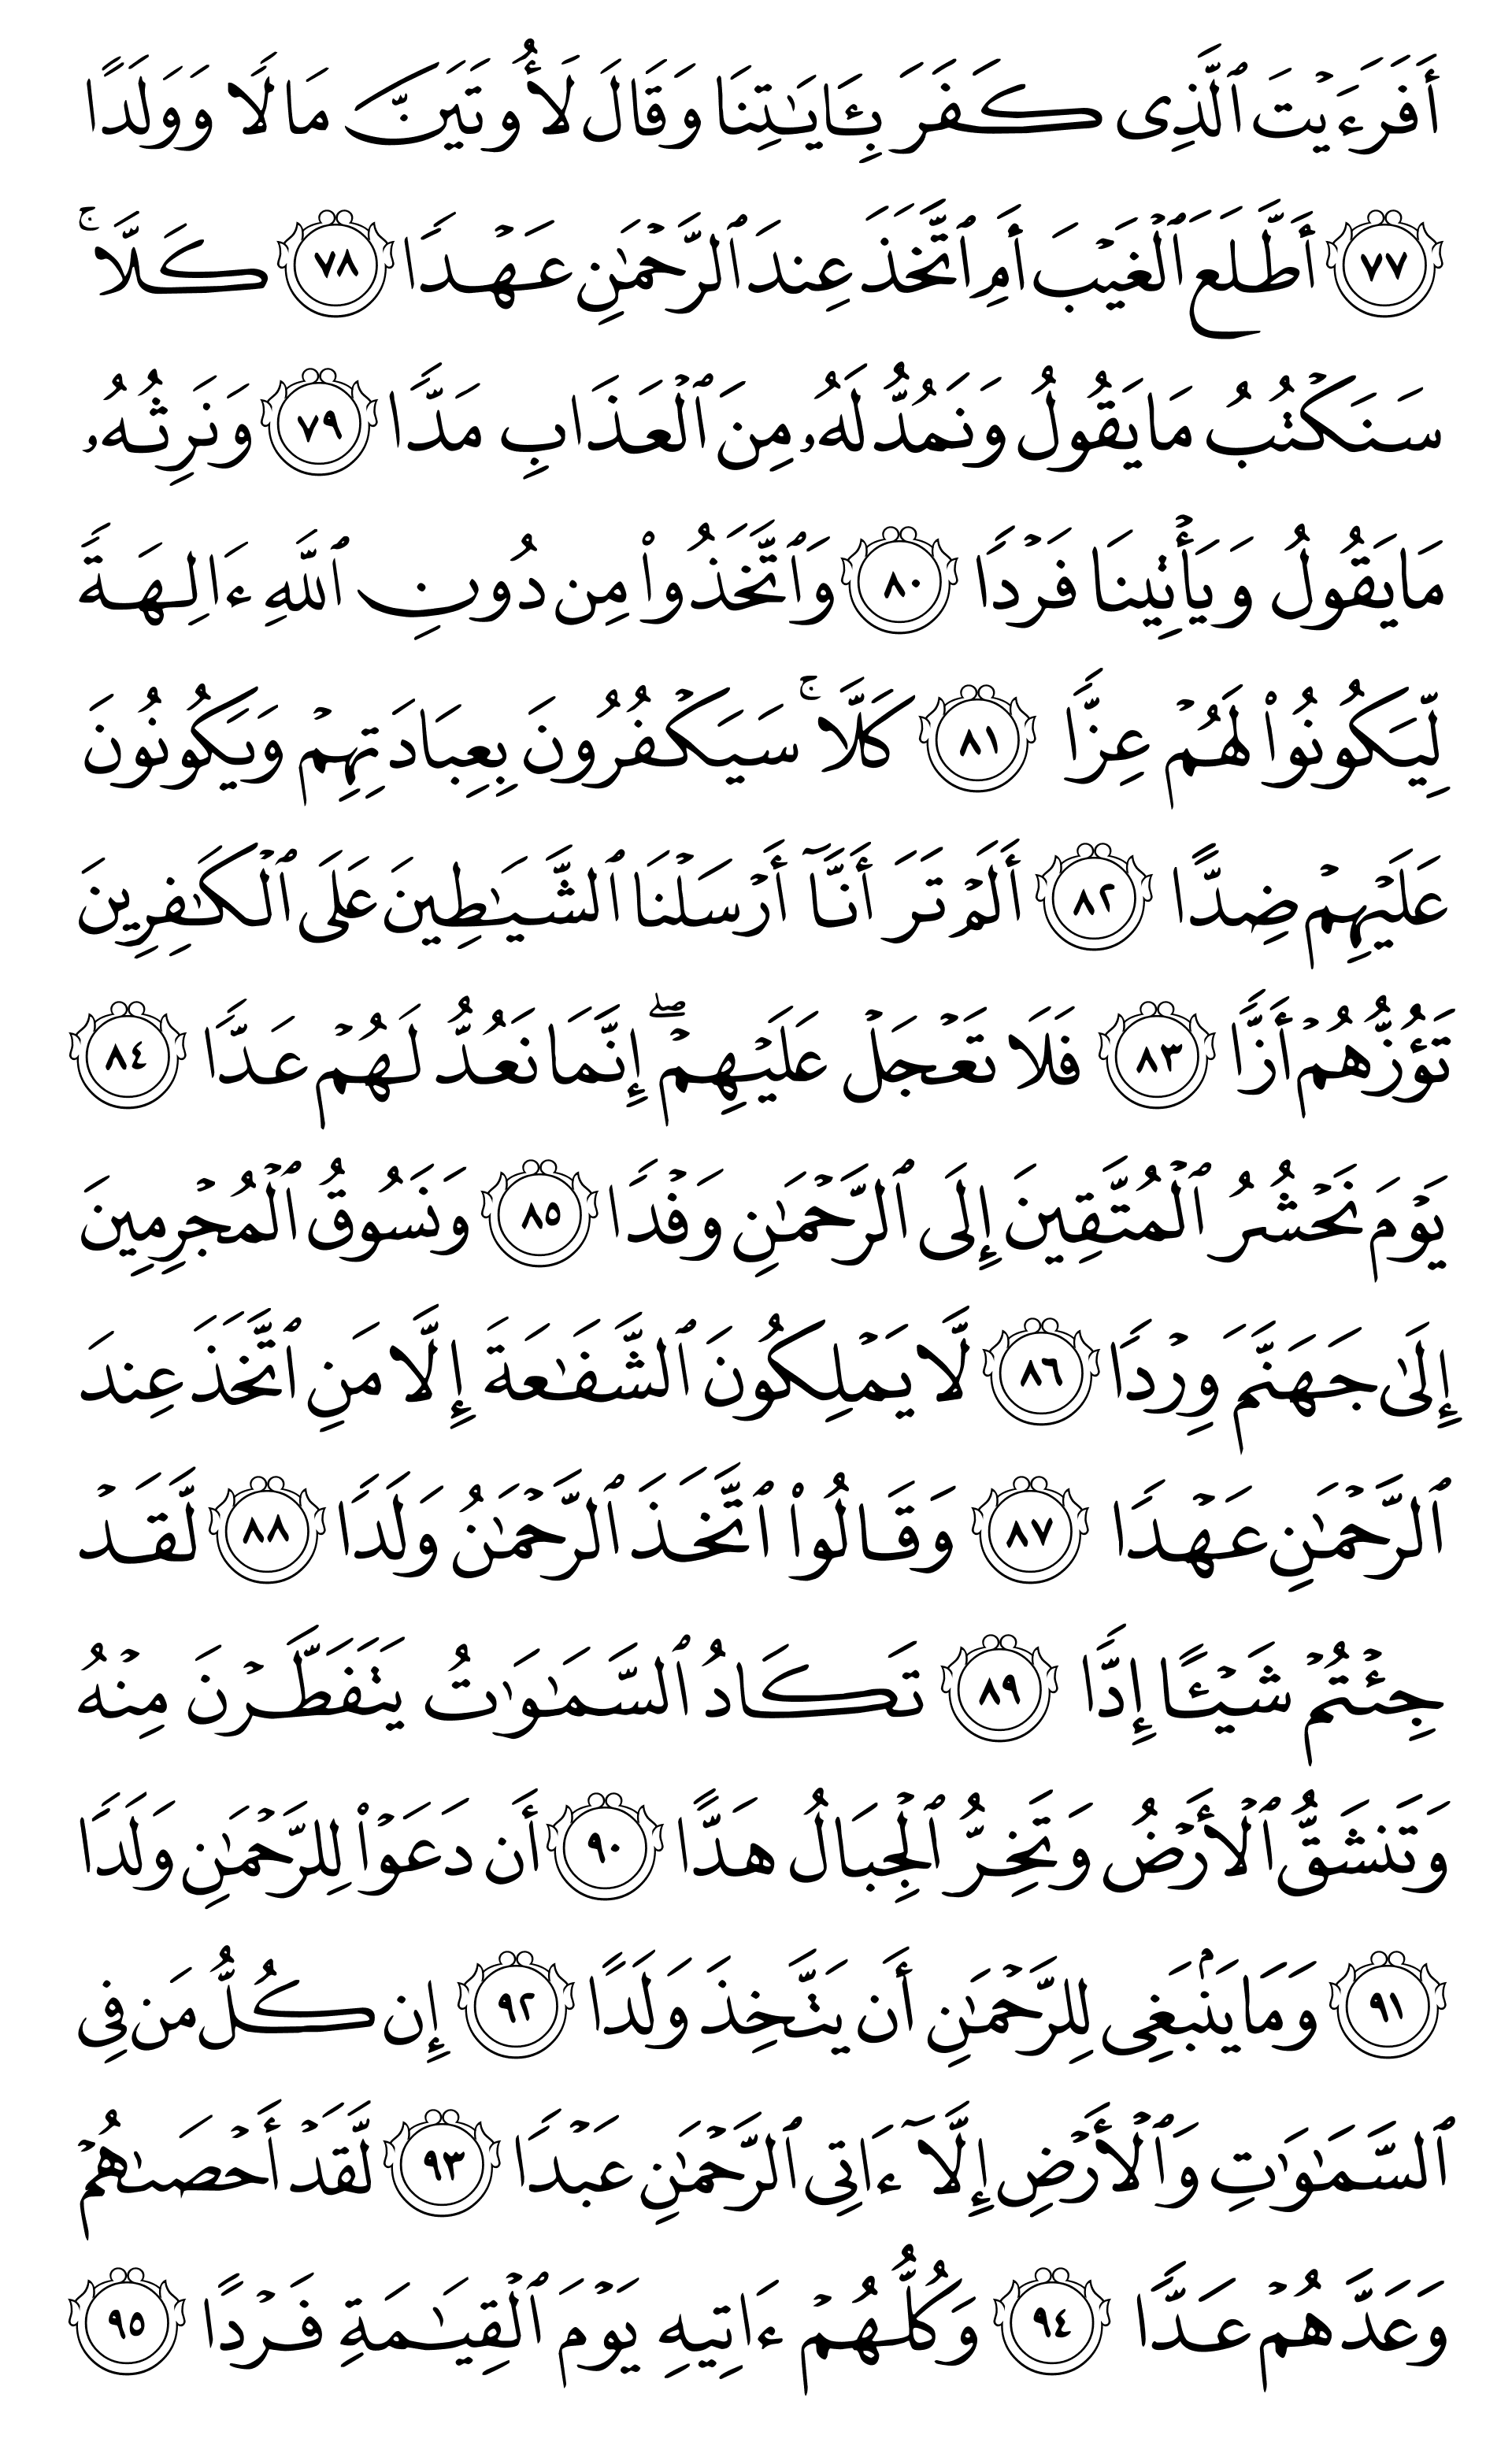 أَفَرَءَيۡتَ ٱلَّذِى كَفَرَ بِـَٔايَـٰتِنَا وَقَالَ لَأُوتَيَنَّ مَالًا وَوَلَدًا
٧٧ أَطَّلَعَ ٱلۡغَيۡبَ أَمِ ٱتَّخَذَ عِندَ ٱلرَّحۡمَـٰنِ عَهۡدًا ٧٨ كَلَّاۚ
سَنَكۡتُبُ مَا يَقُولُ وَنَمُدُّ لَهُۥ مِنَ ٱلۡعَذَابِ مَدًّا ٧٩ وَنَرِثُهُۥ
مَا يَقُولُ وَيَأۡتِينَا فَرۡدًا ٨٠ وَٱتَّخَذُوا۟ مِن دُونِ ٱللَّهِ ءَالِهَةً
لِّيَكُونُوا۟ لَهُمۡ عِزًّا ٨١ كَلَّاۚ سَيَكۡفُرُونَ بِعِبَادَتِهِمۡ وَيَكُونُونَ
عَلَيۡهِمۡ ضِدًّا ٨٢ أَلَمۡ تَرَ أَنَّآ أَرۡسَلۡنَا ٱلشَّيَـٰطِينَ عَلَى ٱلۡكَـٰفِرِينَ
تَؤُزُّهُمۡ أَزًّا ٨٣ فَلَا تَعۡجَلۡ عَلَيۡهِمۡۖ إِنَّمَا نَعُدُّ لَهُمۡ عَدًّا ٨٤
يَوۡمَ نَحۡشُرُ ٱلۡمُتَّقِينَ إِلَى ٱلرَّحۡمَـٰنِ وَفۡدًا ٨٥ وَنَسُوقُ ٱلۡمُجۡرِمِينَ
إِلَىٰ جَهَنَّمَ وِرۡدًا ٨٦ لَّا يَمۡلِكُونَ ٱلشَّفَـٰعَةَ إِلَّا مَنِ ٱتَّخَذَ عِندَ
ٱلرَّحۡمَـٰنِ عَهۡدًا ٨٧ وَقَالُوا۟ ٱتَّخَذَ ٱلرَّحۡمَـٰنُ وَلَدًا ٨٨ لَّقَدۡ
جِئۡتُمۡ شَيۡـًٔا إِدًّا ٨٩ تَكَادُ ٱلسَّمَـٰوَٰتُ يَتَفَطَّرۡنَ مِنۡهُ
وَتَنشَقُّ ٱلۡأَرۡضُ وَتَخِرُّ ٱلۡجِبَالُ هَدًّا ٩٠ أَن دَعَوۡا۟ لِلرَّحۡمَـٰنِ وَلَدًا
٩١ وَمَا يَنۢبَغِى لِلرَّحۡمَـٰنِ أَن يَتَّخِذَ وَلَدًا ٩٢ إِن كُلُّ مَن فِى
ٱلسَّمَـٰوَٰتِ وَٱلۡأَرۡضِ إِلَّآ ءَاتِى ٱلرَّحۡمَـٰنِ عَبۡدًا ٩٣ لَّقَدۡ أَحۡصَىٰهُمۡ
وَعَدَّهُمۡ عَدًّا ٩٤ وَكُلُّهُمۡ ءَاتِيهِ يَوۡمَ ٱلۡقِيَـٰمَةِ فَرۡدًا ٩٥